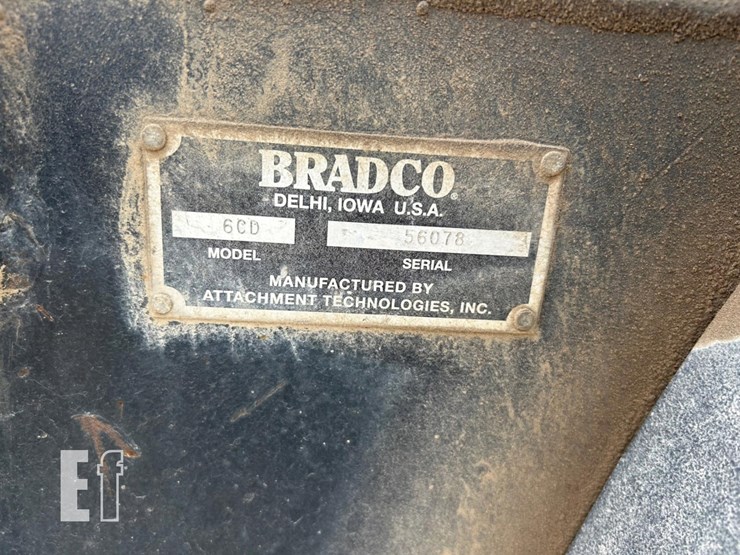 BRADCO®
DELHI, IOWA U.S.A.
6CD 56078
MODEL SERIAL
MANUFACTURED BY
ATTACHMENT TECHNOLOGIES, INC.
Ef